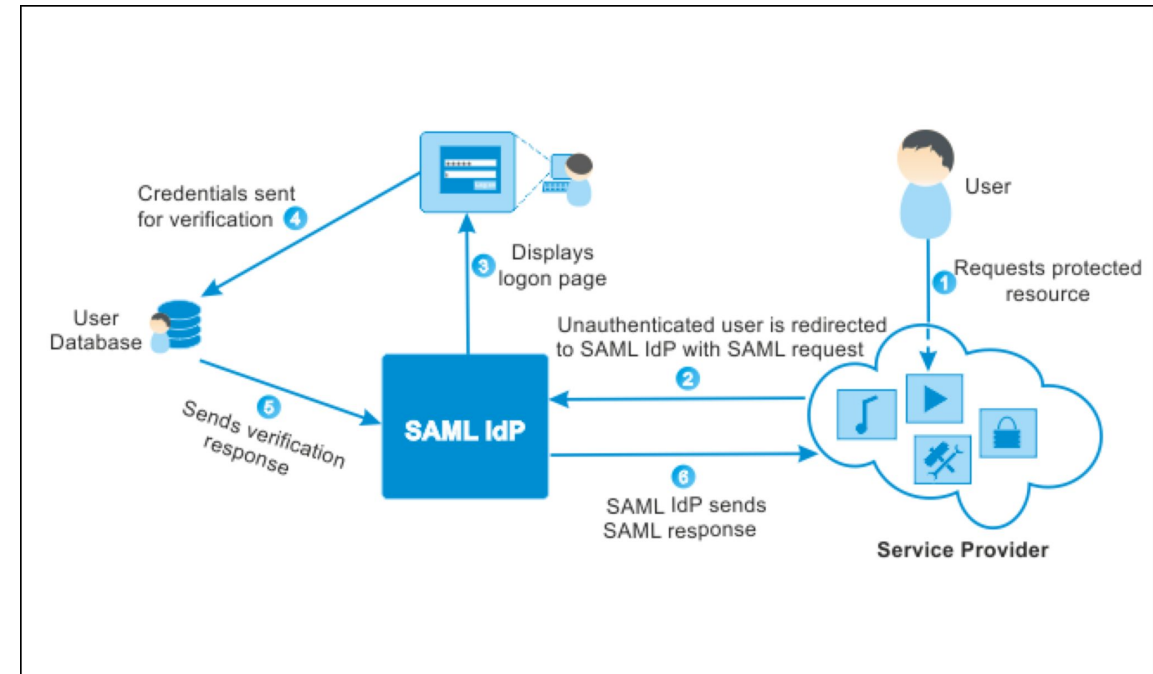 Credentials sent
for verification 4
3 Displays
logon page
User
1 Requests protected
resource
User
Database
Unauthenticated user is redirected
to SAML IdP with SAML request
2
5
Sends verification
response
SAML IdP
6
SAML IdP sends
SAML response
Service Provider